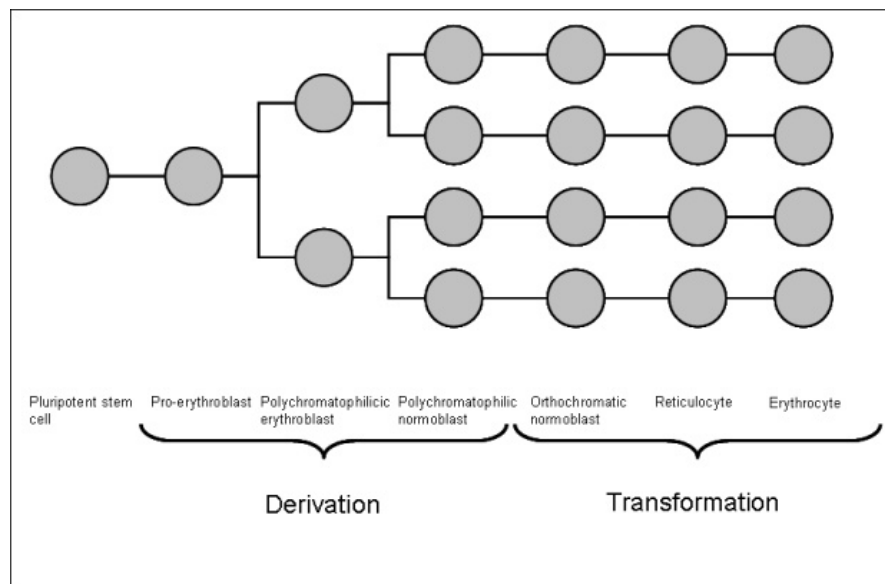 Pluripotent stem
cell
Pro-erythroblast
Polychromatophilicic
erythroblast
Polychromatophilic
normoblast
Orthochromatic
normoblast
Reticulocyte
Erythrocyte
Derivation
Transformation